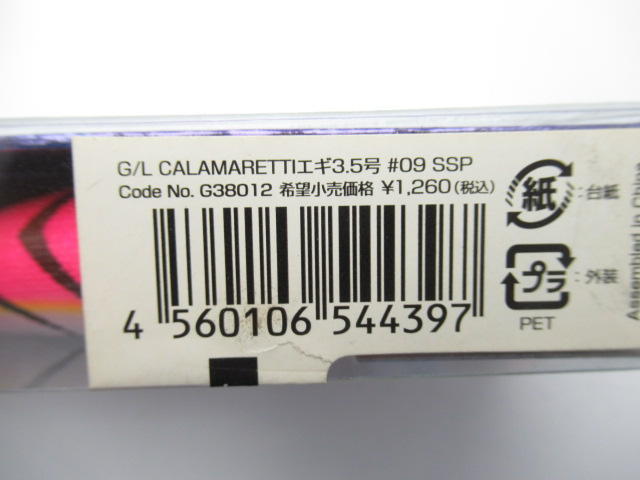 G/L CALAMARETTIエギ3.5号 #09 SSP
Code No. G38012 希望小売価格 ¥1,260(税込)
4 560106 544397
紙 :台紙
プラ :外装
PET
Assembled in China